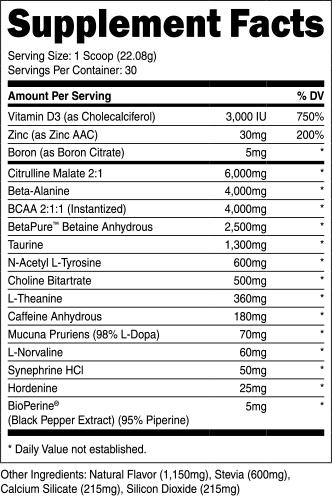 Supplement Facts
Serving Size: 1 Scoop (22.08g)
Servings Per Container: 30
Amount Per Serving % DV
Vitamin D3 (as Cholecalciferol) 3,000 IU 750%
Zinc (as Zinc AAC) 30mg 200%
Boron (as Boron Citrate) 5mg *
Citrulline Malate 2:1 6,000mg *
Beta-Alanine 4,000mg *
BCAA 2:1:1 (Instantized) 4,000mg *
BetaPure™ Betaine Anhydrous 2,500mg *
Taurine 1,300mg *
N-Acetyl L-Tyrosine 600mg *
Choline Bitartrate 500mg *
L-Theanine 360mg *
Caffeine Anhydrous 180mg *
Mucuna Pruriens (98% L-Dopa) 70mg *
L-Norvaline 60mg *
Synephrine HCl 50mg *
Hordenine 25mg *
BioPerine® 5mg *
(Black Pepper Extract) (95% Piperine)
* Daily Value not established.
Other Ingredients: Natural Flavor (1,150mg), Stevia (600mg),
Calcium Silicate (215mg), Silicon Dioxide (215mg)